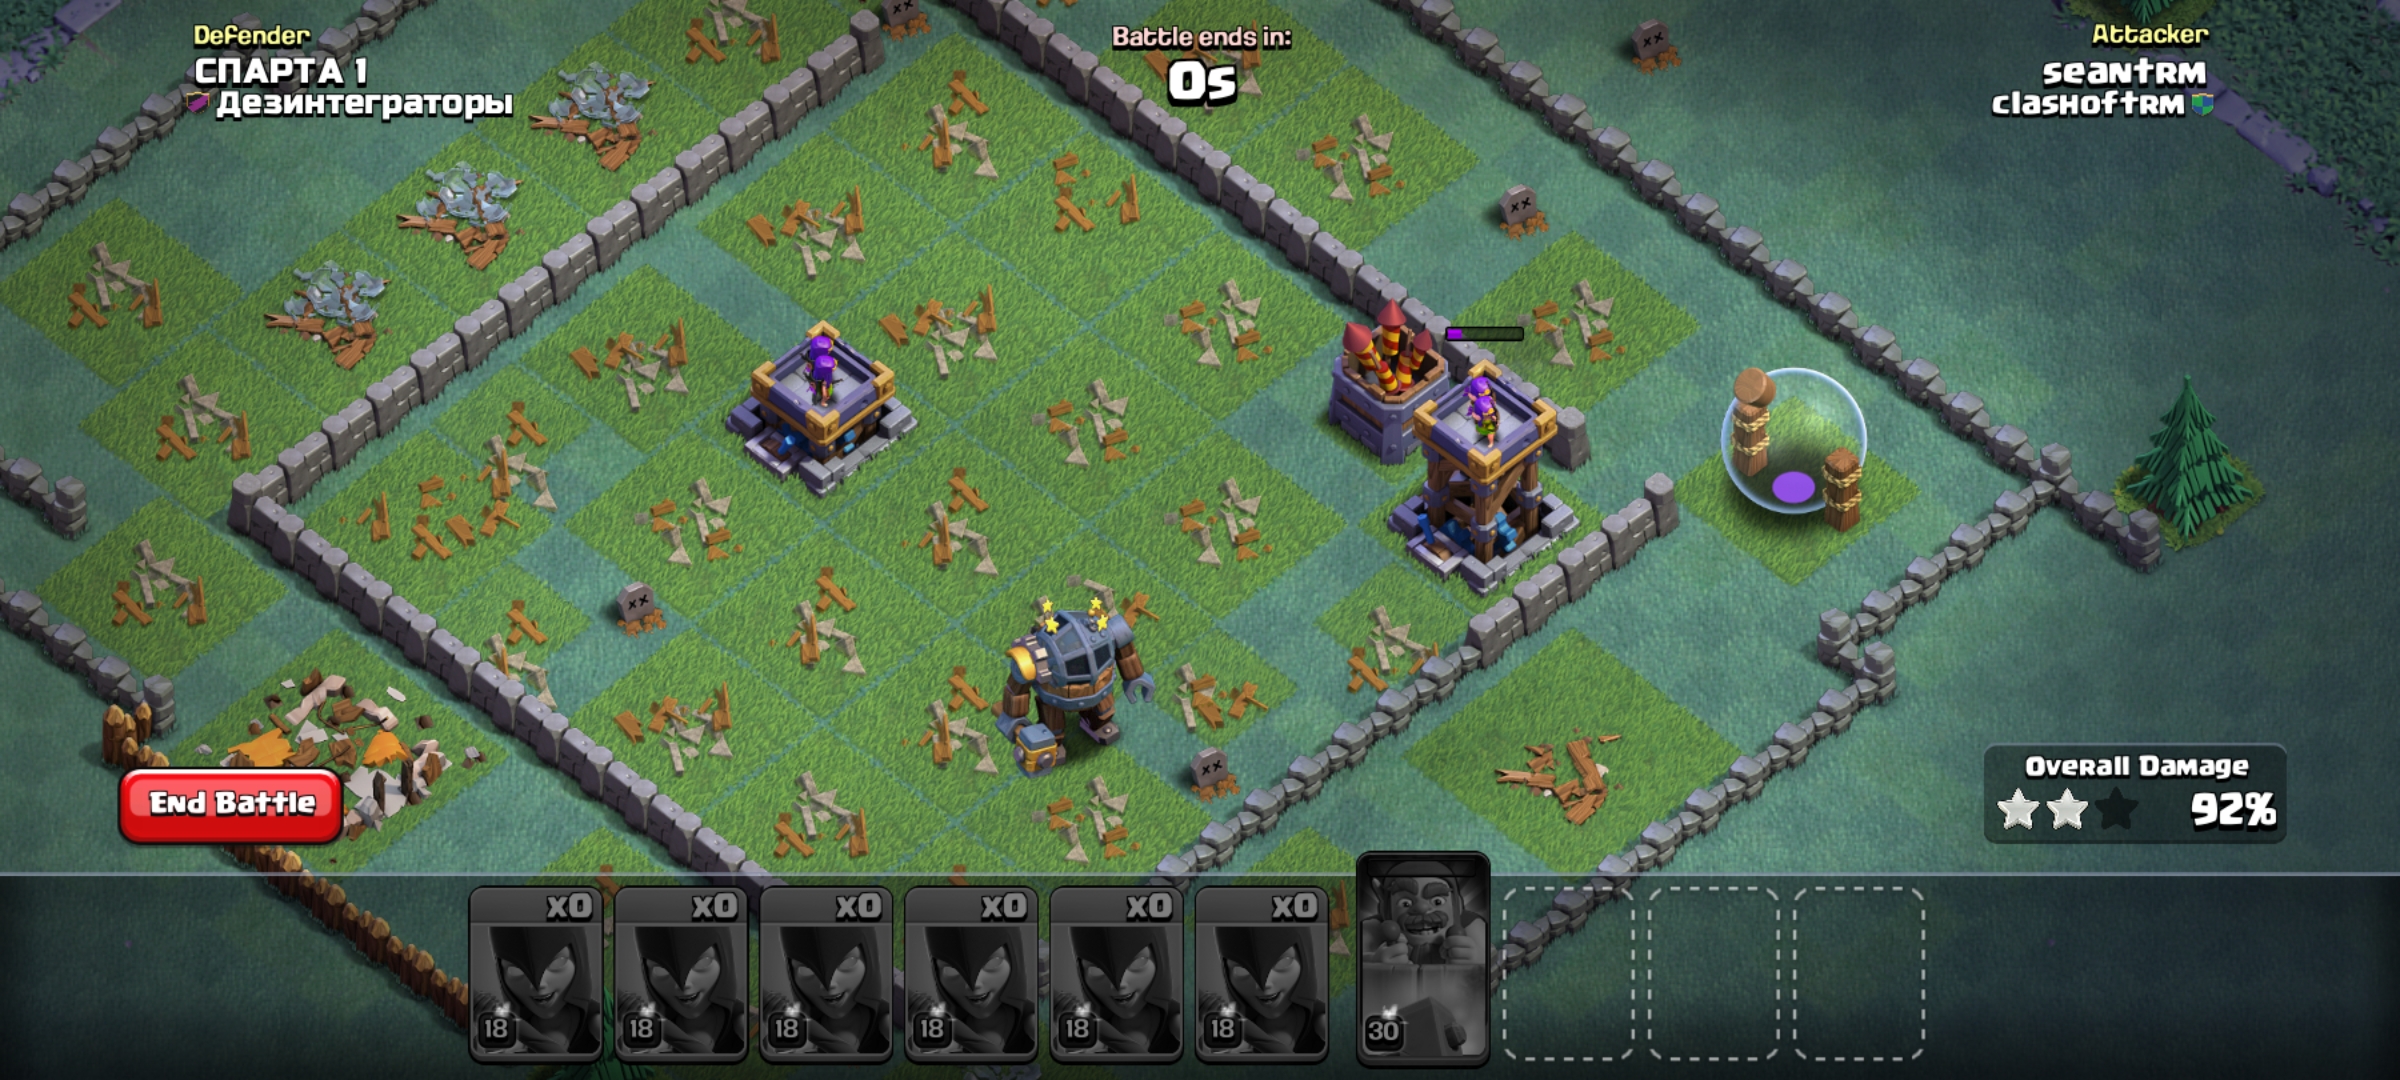 Defender
СПАРТА 1
Дезинтеграторы
Battle ends in:
0s
Attacker
seantRM
clashoftRM
End Battle
Overall Damage
92%
x0 x0 x0 x0 x0 x0
18 18 18 18 18 18 30